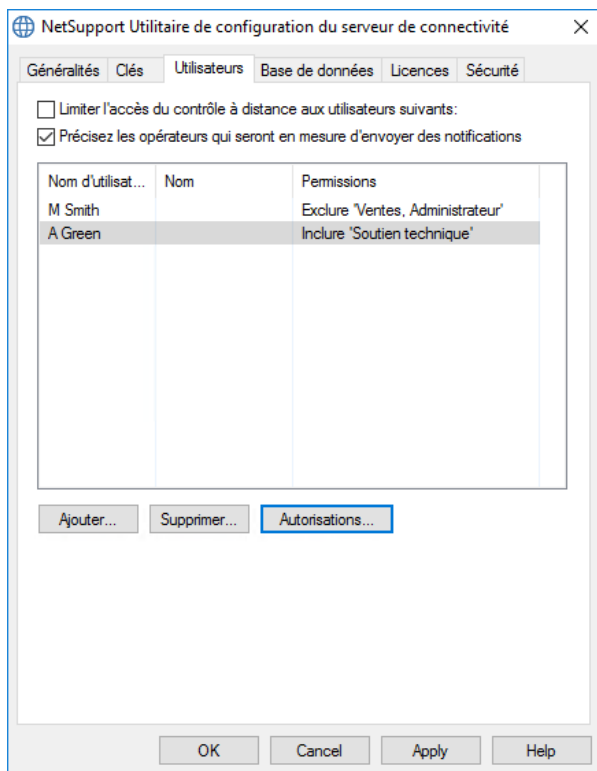 NetSupport Utilitaire de configuration du serveur de connectivité
Généralités Clés Utilisateurs Base de données Licences Sécurité
Limiter l'accès du contrôle à distance aux utilisateurs suivants:
Précisez les opérateurs qui seront en mesure d'envoyer des notifications
Nom d'utilisat... Nom Permissions
M Smith Exclure "Ventes, Administrateur"
A Green Inclure "Soutien technique"
Ajouter... Supprimer... Autorisations...
OK Cancel Apply Help